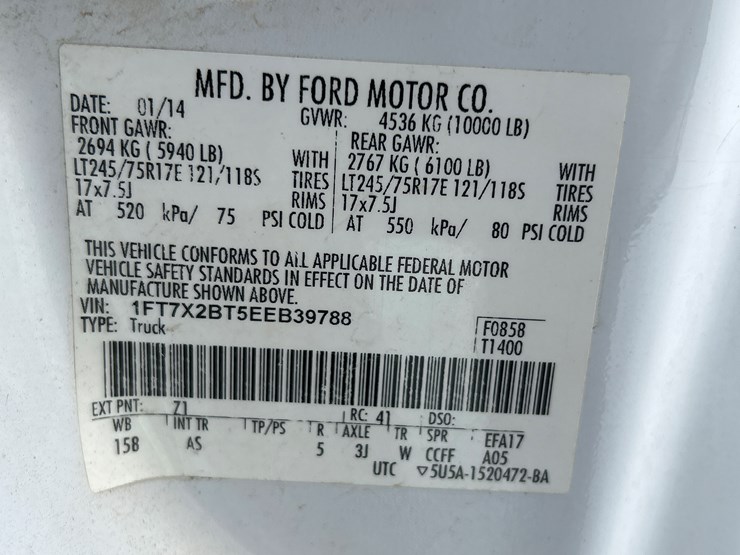 MFD. BY FORD MOTOR CO.
DATE: 01/14 GVWR: 4536 KG (10000 LB)
FRONT GAWR: REAR GAWR:
2694 KG ( 5940 LB) WITH 2767 KG ( 6100 LB) WITH
LT245/75R17E 121/118S TIRES LT245/75R17E 121/118S TIRES
17x7.5J RIMS 17x7.5J RIMS
AT 520 kPa/ 75 PSI COLD AT 550 kPa/ 80 PSI COLD
THIS VEHICLE CONFORMS TO ALL APPLICABLE FEDERAL MOTOR
VEHICLE SAFETY STANDARDS IN EFFECT ON THE DATE OF
MANUFACTURE SHOWN ABOVE.
VIN: 1FT7X2BT5EEB39788 F0858
TYPE: Truck T1400
EXT PNT: 71 RC: 41 DSO:
WB INT TR TP/PS R AXLE TR SPR EFA17
158 AS 5 3J W CCFF A05
UTC ▽5U5A-1520472-BA